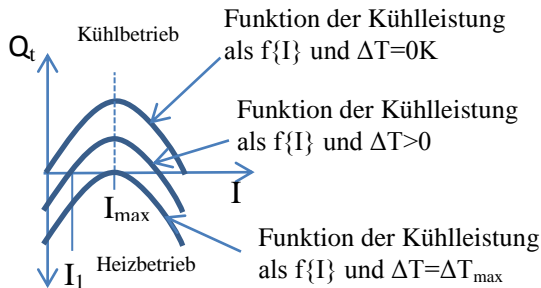 Funktion der Kühlleistung
als f{I} und ΔT=0K
Kühlbetrieb
Qt
Funktion der Kühlleistung
als f{I} und ΔT>0
Imax
I
Funktion der Kühlleistung
als f{I} und ΔT=ΔTmax
I1
Heizbetrieb